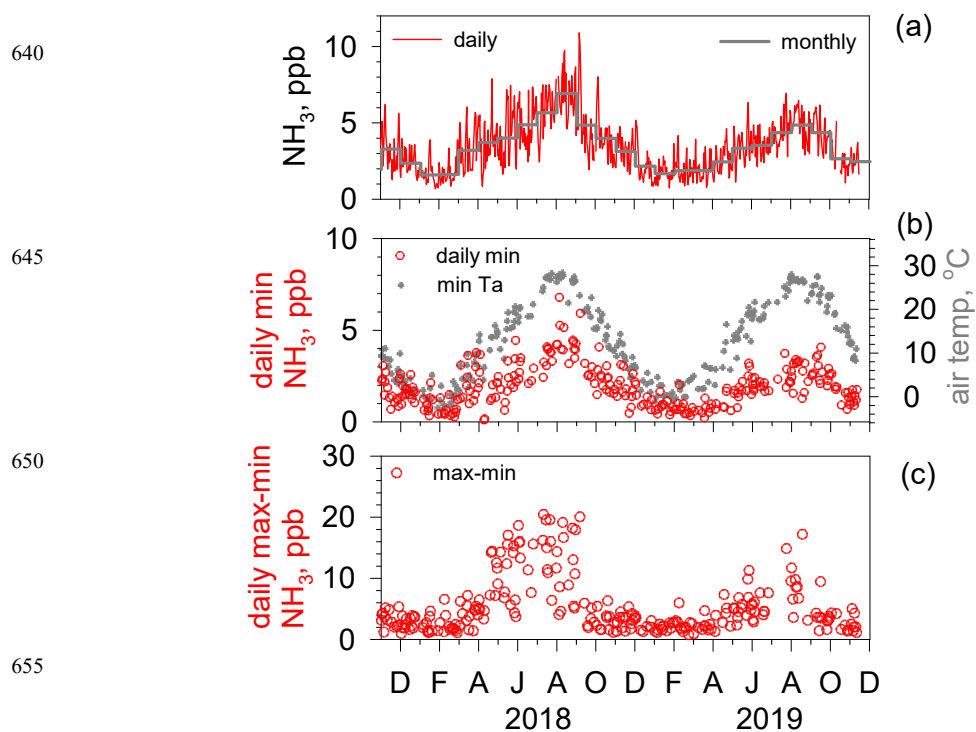 640
645
650
655
(a)
daily
monthly
NH3, ppb
10
5
0
(b)
daily min
min Ta
daily min
NH3, ppb
10
5
0
30
20
10
0
air temp, °C
(c)
max-min
daily max-min
NH3, ppb
30
20
10
0
D F A J A O D F A J A O D
2018 2019